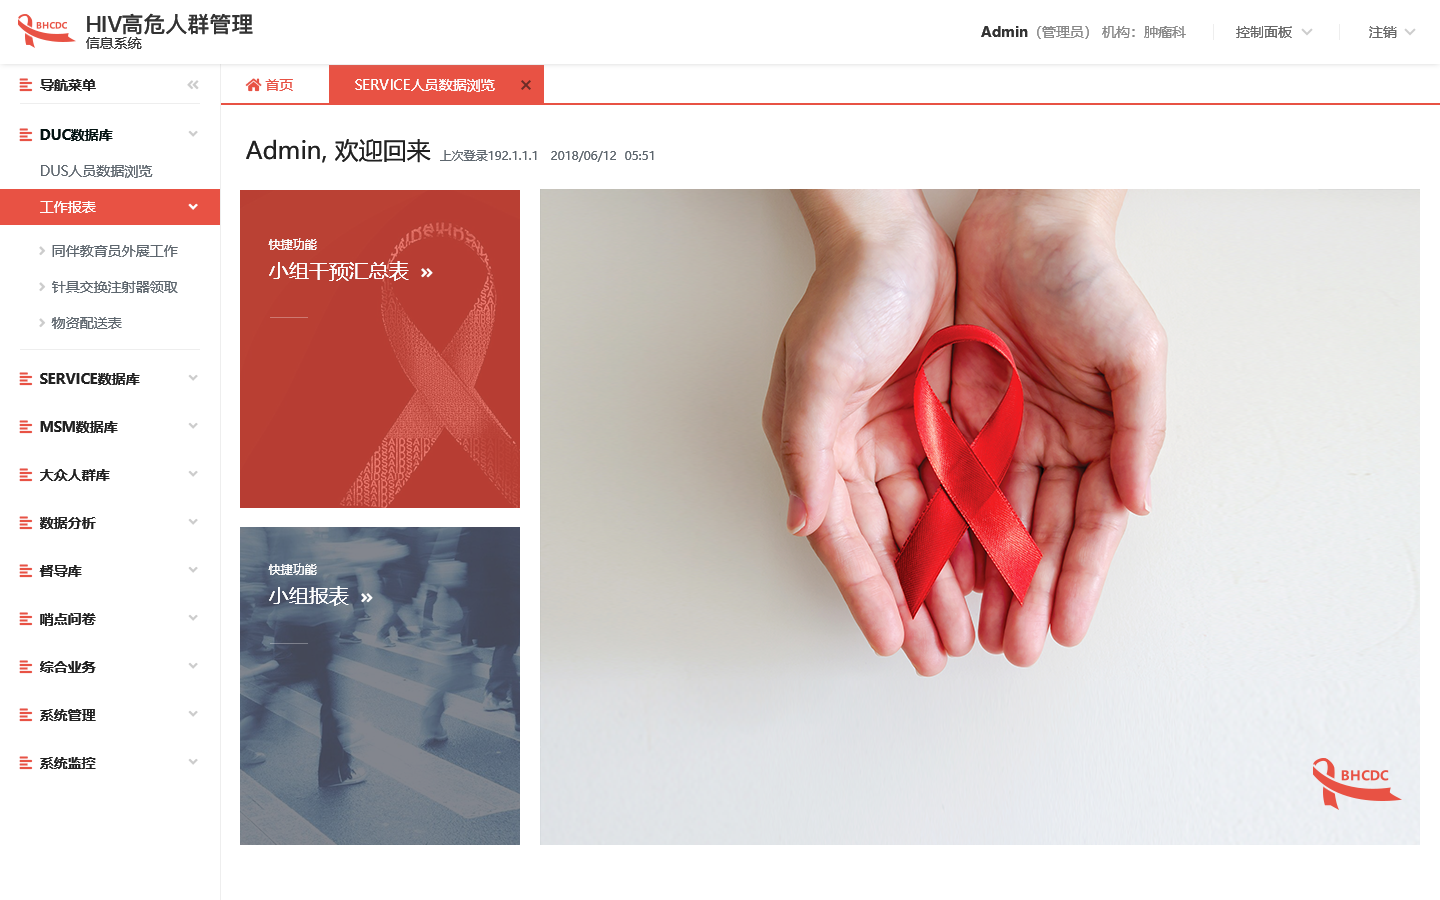 BHCDC
HIV高危人群管理
信息系统
Admin（管理员） 机构：肿瘤科
控制面板
注销
导航菜单
首页
SERVICE人员数据浏览
DUC数据库
DUS人员数据浏览
工作报表
同伴教育员外展工作
针具交换注射器领取
物资配送表
SERVICE数据库
MSM数据库
大众人群库
数据分析
督导库
哨点问卷
综合业务
系统管理
系统监控
Admin, 欢迎回来 上次登录192.1.1.1 2018/06/12 05:51
快捷功能
小组干预汇总表 »
快捷功能
小组报表 »
BHCDC